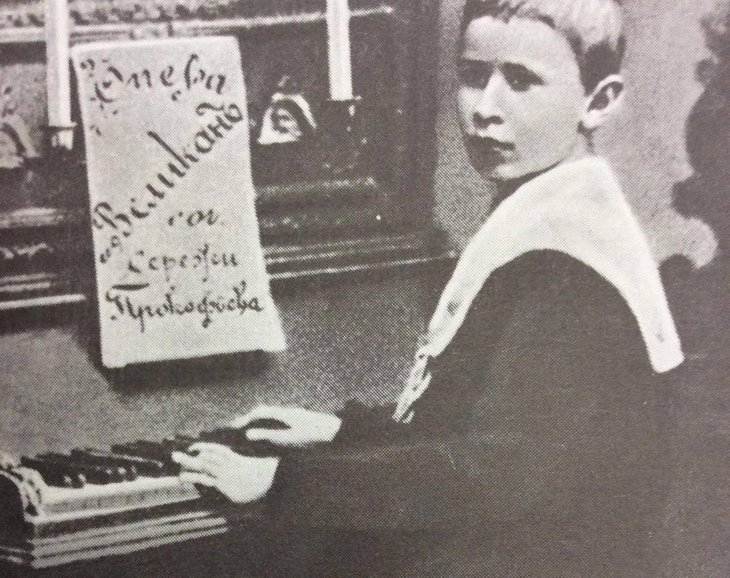 Опера
Великанъ
соч.
Сережи
Прокофьева